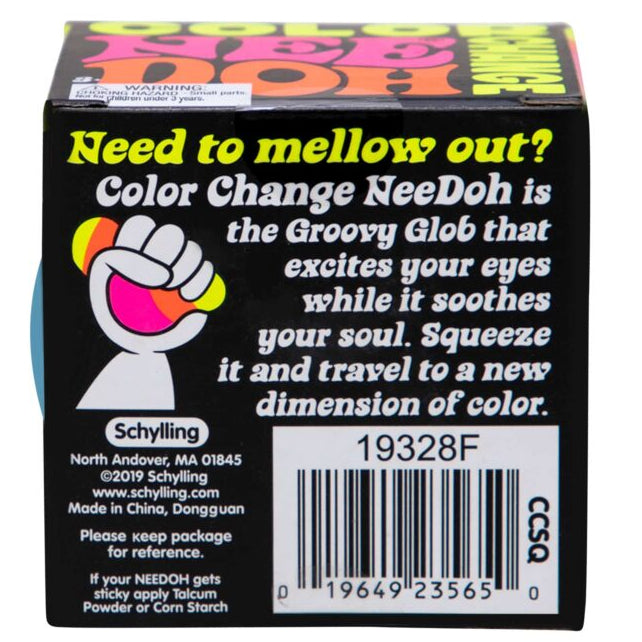 COLOR
NEE
DOH
CHANGE
WARNING:
CHOKING HAZARD - Small parts.
Not for children under 3 years.
Need to mellow out?
Color Change NeeDoh is
the Groovy Glob that
excites your eyes
while it soothes
your soul. Squeeze
it and travel to a new
dimension of color.
Schylling
North Andover, MA 01845
©2019 Schylling
www.schylling.com
Made in China, Dongguan
Please keep package
for reference.
If your NEEDOH gets
sticky apply Talcum
Powder or Corn Starch
19328F
CCSQ
0 19649 23565 0